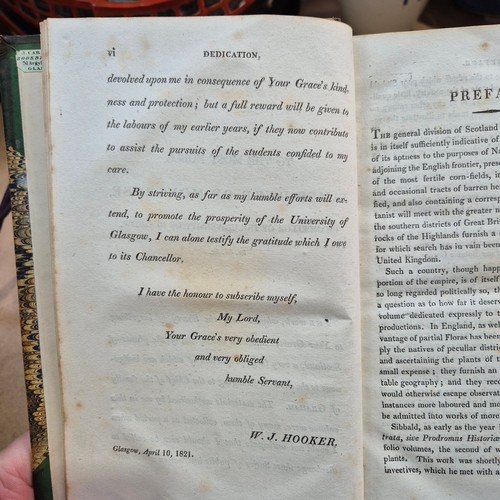 vi
DEDICATION,
devolved upon me in consequence of Your Grace's kind-
ness and protection; but a full reward will be given to
the labours of my earlier years, if they now contribute
to assist the pursuits of the students confided to my
care.
By striving, as far as my humble efforts will ex-
tend, to promote the prosperity of the University of
Glasgow, I can alone testify the gratitude which I owe
to its Chancellor.
I have the honour to subscribe myself,
My Lord,
Your Grace's very obedient
and very obliged
humble Servant,
W. J. HOOKER,
Glasgow, April 10, 1821.
PREFA
THE general division of Scotland
is in itself sufficiently indicative of
of its aptness to the purposes of Na
adjoining the English frontier, prese
of the most fertile corn-fields, in
and occasional tracts of barren he
fied, and also containing a correspo
tanist will meet with the greater
the southern districts of Great Brit
rocks of the Highlands furnish a
for which search has in vain been
United Kingdom.
Such a country, though happ
portion of the empire, is of itself
so long regarded politically so, th
a question as to how far it deserv
volume dedicated expressly to t
productions. In England, as we
vantage of partial Floras has been
ply the natives of peculiar district
and ascertaining the plants of
small expense; they furnish an
table geography; and they rec
would otherwise escape observat
instances more laboured and mo
be admitted into works of more
Sibbald, as early as the year
trata, sive Prodromus Historiæ
folio volumes, the second of w
plants. This work was shortly
invectives, which he met with a